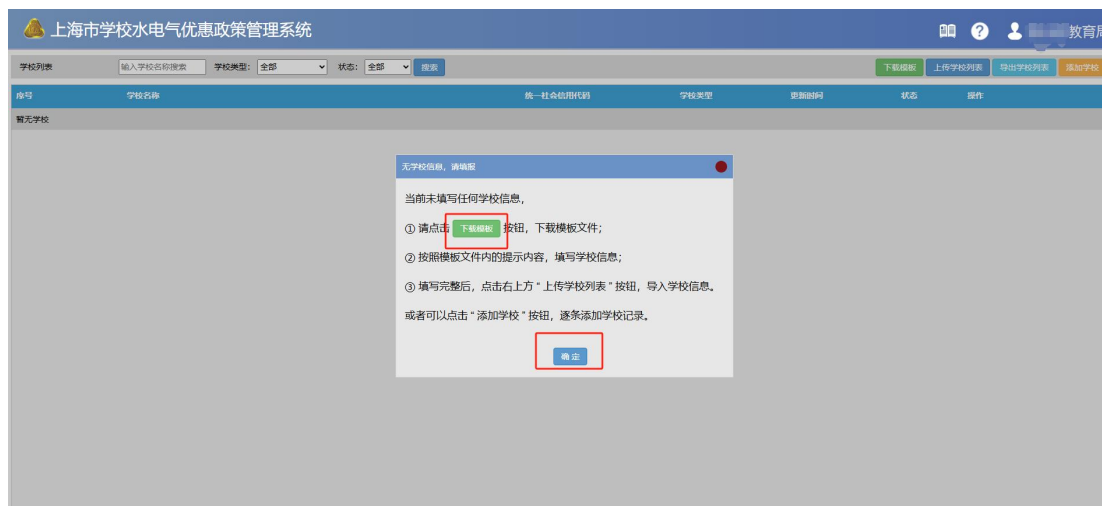 上海市学校水电气优惠政策管理系统
教育局
学校列表 输入学校名称搜索 学校类型： 全部 状态： 全部 搜索 下载模板 上传学校列表 导出学校列表 添加学校
序号 学校名称 统一社会信用代码 学校类型 更新时间 状态 操作
暂无学校
无学校信息，请填报
当前未填写任何学校信息，
① 请点击 下载模板 按钮，下载模板文件；
② 按照模板文件内的提示内容，填写学校信息；
③ 填写完整后，点击右上方“上传学校列表”按钮，导入学校信息。
或者可以点击“添加学校”按钮，逐条添加学校记录。
确定